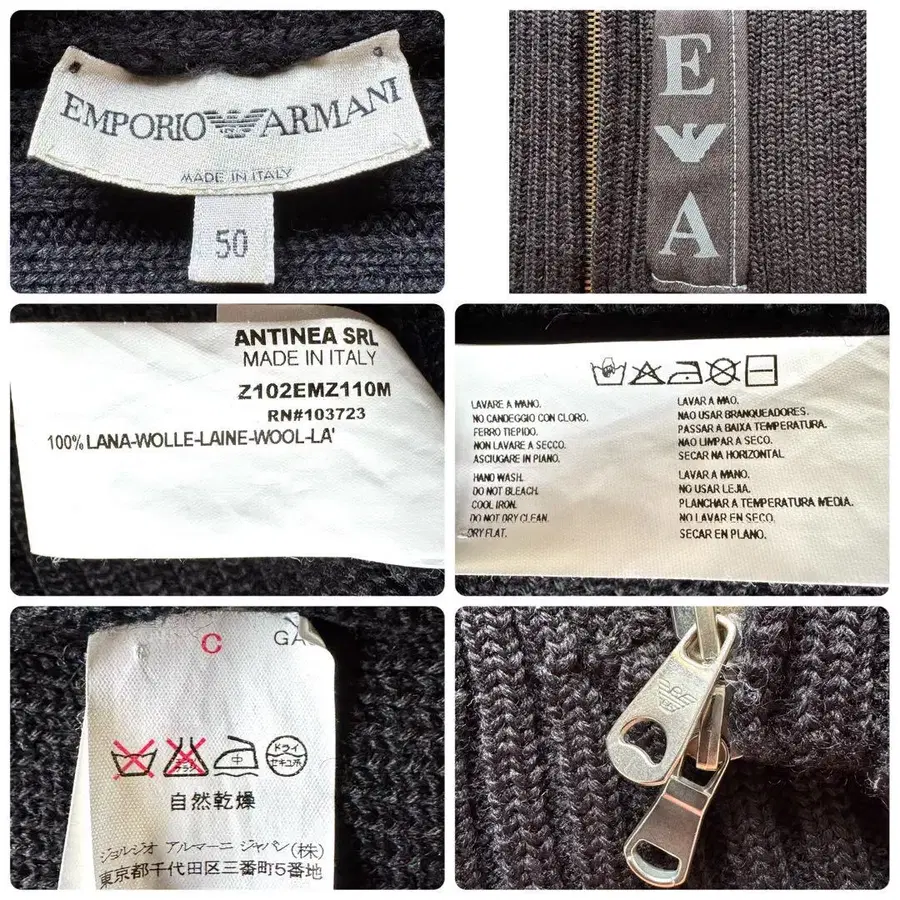 EMPORIO ARMANI
MADE IN ITALY
50
E
A
ANTINEA SRL
MADE IN ITALY
Z102EMZ110M
RN#103723
100% LANA-WOLLE-LAINE-WOOL-LA'
LAVARE A MANO.
NO CANDEGGIO CON CLORO.
FERRO TIEPIDO.
NON LAVARE A SECCO.
ASCIUGARE IN PIANO.
HAND WASH.
DO NOT BLEACH.
COOL IRON.
DO NOT DRY CLEAN.
DRY FLAT.
LAVAR A MAO.
NAO USAR BRANQUEADORES.
PASSAR A BAIXA TEMPERATURA.
NAO LIMPAR A SECO.
SECAR NA HORIZONTAL.
LAVAR A MANO.
NO USAR LEJIA.
PLANCHAR A TEMPERATURA MEDIA.
NO LAVAR EN SECO.
SECAR EN PLANO.
C
GA
ドライ
セキユ系
自然乾燥
ジョルジオ アルマーニ ジャパン(株)
東京都千代田区三番町5番地